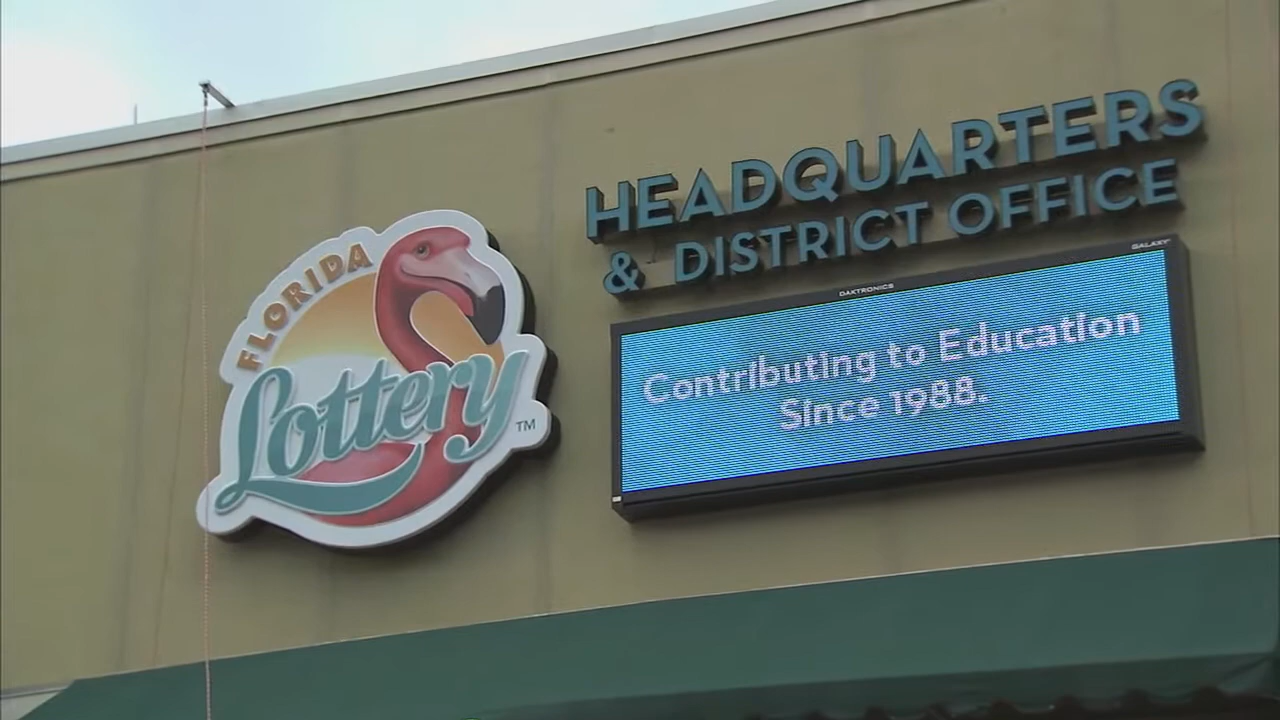 FLORIDA
Lottery
TM
HEADQUARTERS
& DISTRICT OFFICE
GALAXY
DAKTRONICS
Contributing to Education
Since 1988.